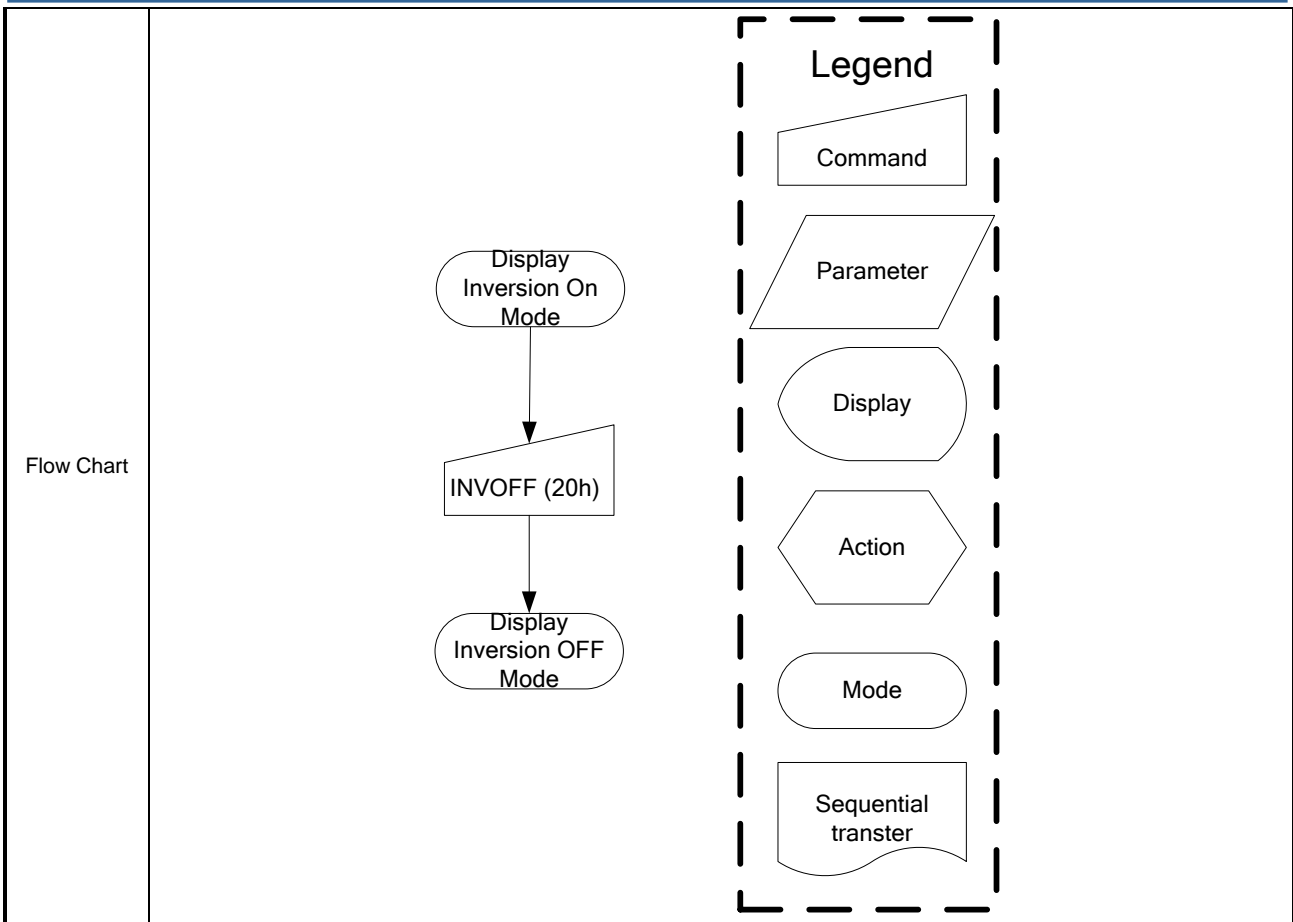 Flow Chart
Display
Inversion On
Mode
INVOFF (20h)
Display
Inversion OFF
Mode
Legend
Command
Parameter
Display
Action
Mode
Sequential
transter